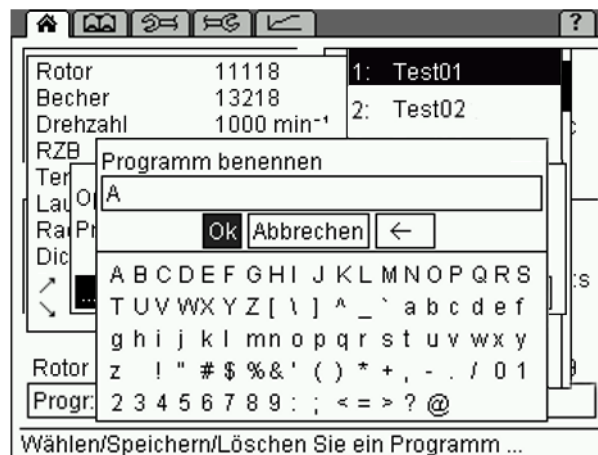 ?
Rotor 11118
Becher 13218
Drehzahl 1000 min⁻¹
RZB
1: Test01
2: Test02
Programm benennen
A
Ok Abbrechen ←
A B C D E F G H I J K L M N O P Q R S
T U V W X Y Z [ \ ] ^ _ ` a b c d e f
g h i j k l m n o p q r s t u v w x y
z ! " # $ % & ' ( ) * + , - . / 0 1
2 3 4 5 6 7 8 9 : ; < = > ? @
Rotor
Progr:
Wählen/Speichern/Löschen Sie ein Programm ...